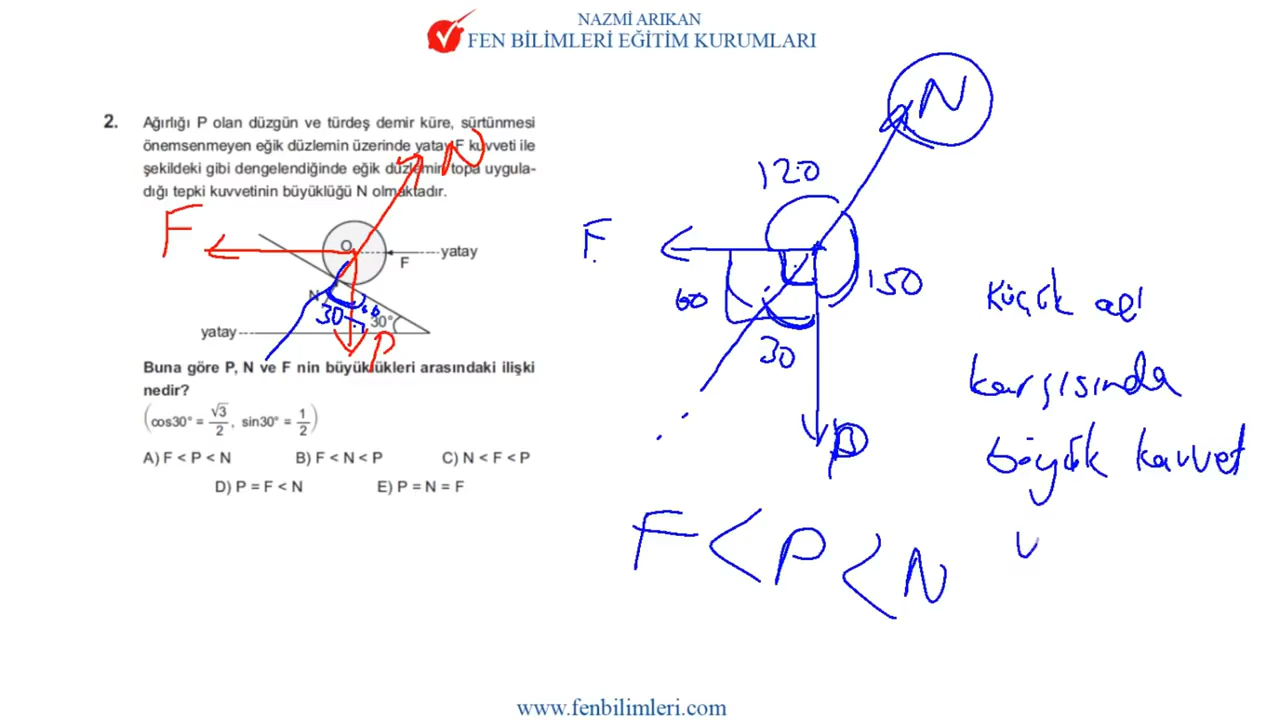 NAZMİ ARIKAN
FEN BİLİMLERİ EĞİTİM KURUMLARI
2. Ağırlığı P olan düzgün ve türdeş demir küre, sürtünmesi
önemsenmeyen eğik düzlemin üzerinde yatay F kuvveti ile
şekildeki gibi dengelendiğinde eğik düzlemin topa uygula-
dığı tepki kuvvetinin büyüklüğü N olmaktadır.
N
F
O
yatay
F
N
30
30°
yatay
P
Buna göre P, N ve F nin büyüklükleri arasındaki ilişki
nedir?
(cos30° = √3/2, sin30° = 1/2)
A) F < P < N B) F < N < P C) N < F < P
D) P = F < N E) P = N = F
N
120
F
60
150
30
P
Küçük açı
karşısında
büyük kuvvet
F < P < N
www.fenbilimleri.com